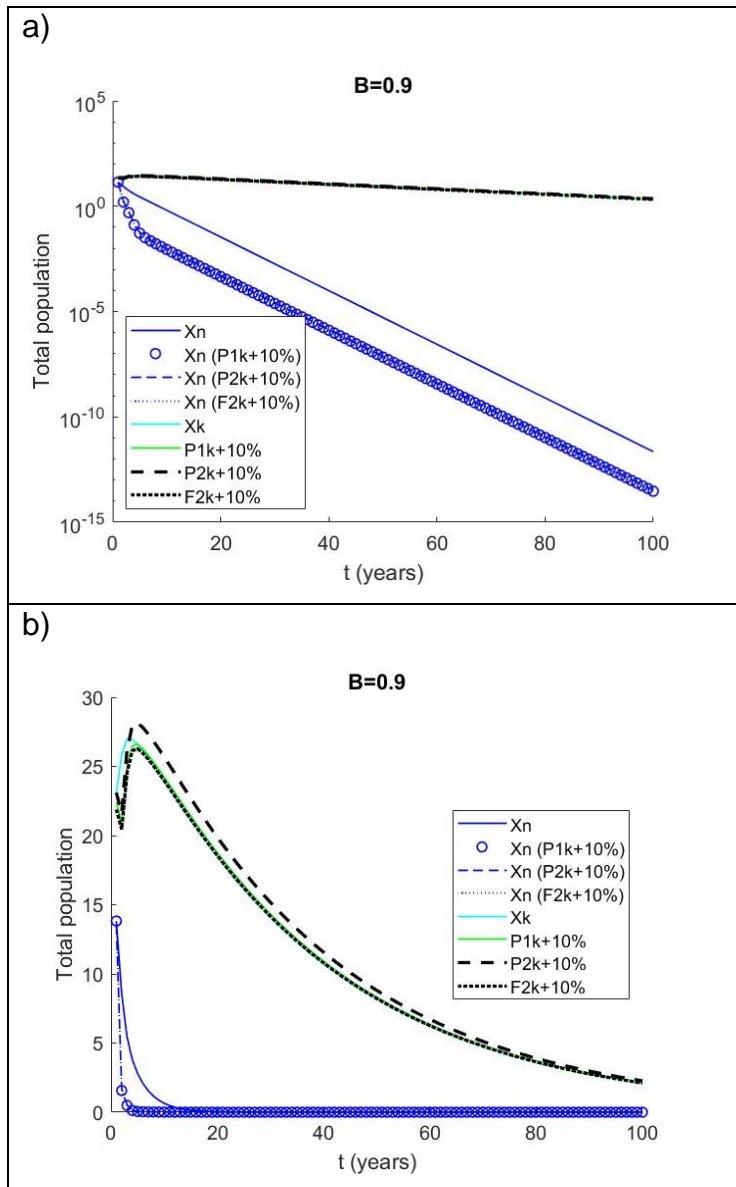 a)
B=0.9
10^5
10^0
10^-5
10^-10
10^-15
Total population
Xn
Xn (P1k+10%)
Xn (P2k+10%)
Xn (F2k+10%)
Xk
P1k+10%
P2k+10%
F2k+10%
0 20 40 60 80 100
t (years)
b)
B=0.9
30
25
20
15
10
5
0
Total population
Xn
Xn (P1k+10%)
Xn (P2k+10%)
Xn (F2k+10%)
Xk
P1k+10%
P2k+10%
F2k+10%
0 20 40 60 80 100
t (years)